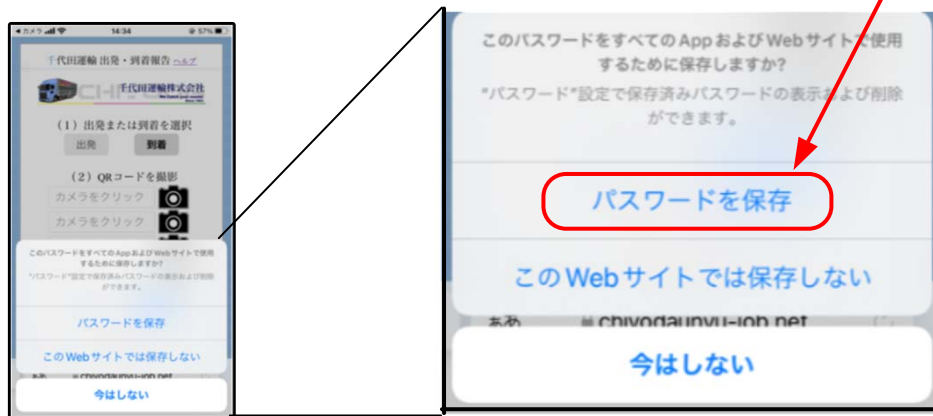 カメラ 14:34 57%
千代田運輸 出発・到着報告 ヘルプ
千代田運輸株式会社
(1) 出発または到着を選択
出発 到着
(2) QRコードを撮影
カメラをクリック
カメラをクリック
このパスワードをすべてのAppおよびWebサイトで使用
するために保存しますか?
"パスワード"設定で保存済みパスワードの表示および削除
ができます。
パスワードを保存
このWebサイトでは保存しない
ああ chiyodaunyu-job.net
今はしない
このパスワードをすべてのAppおよびWebサイトで使用
するために保存しますか?
"パスワード"設定で保存済みパスワードの表示および削除
ができます。
パスワードを保存
このWebサイトでは保存しない
ああ chiyodaunyu-job.net
今はしない